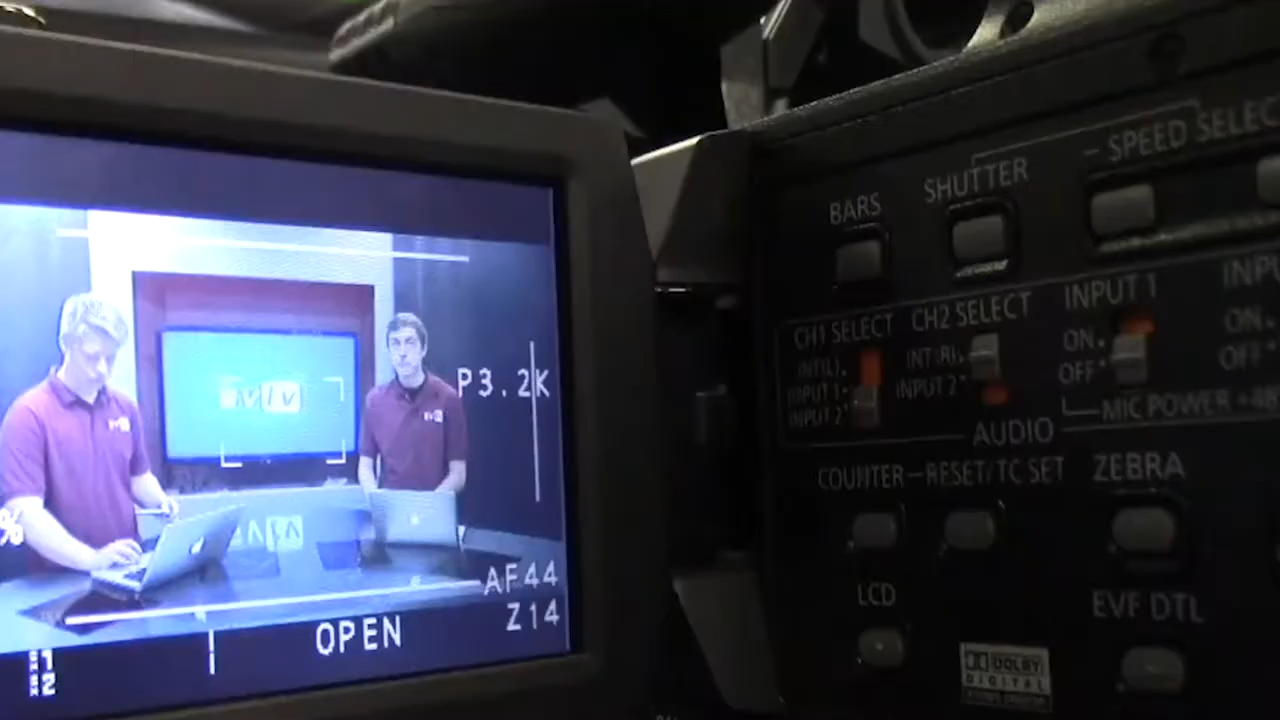 P3.2K
%
AF44
Z14
OPEN
BARS
SHUTTER
SPEED SELEC
CH1 SELECT
INT(L)
INPUT 1
INPUT 2
CH2 SELECT
INT(R)
INPUT 2
INPUT 1
ON
OFF
INPU
ON
OFF
MIC POWER +48
AUDIO
COUNTER
RESET/TC SET
ZEBRA
LCD
EVF DTL
DOLBY
DIGITAL